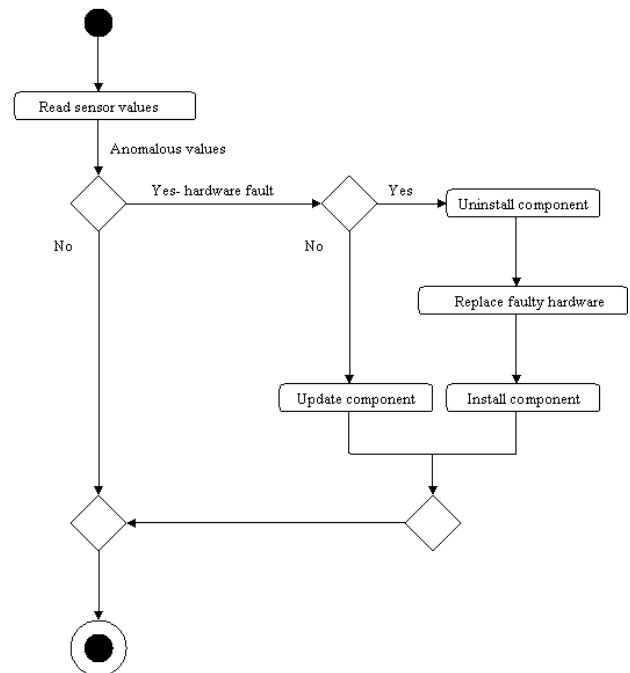 Read sensor values
Anomalous values
Yes- hardware fault
Yes
Uninstall component
No
No
Replace faulty hardware
Update component
Install component